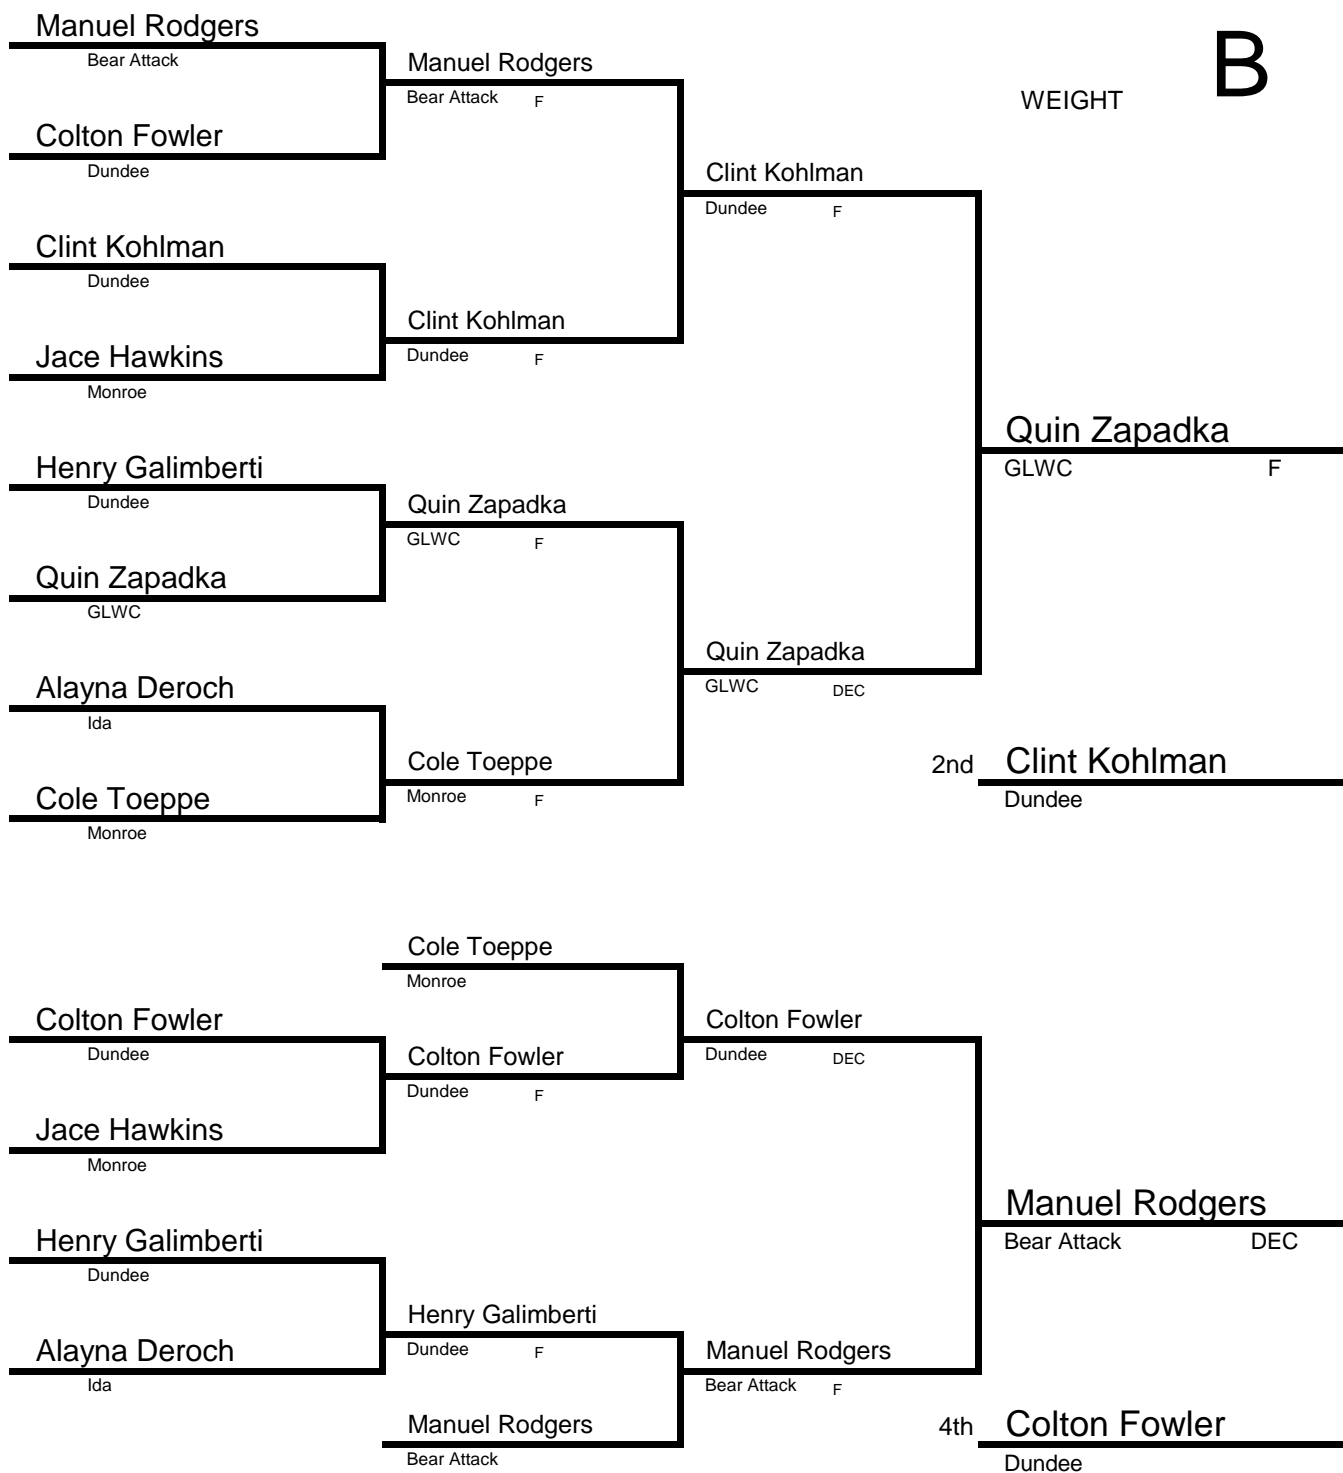 B
WEIGHT
Manuel Rodgers
Bear Attack
Colton Fowler
Dundee
Clint Kohlman
Dundee
Jace Hawkins
Monroe
Henry Galimberti
Dundee
Quin Zapadka
GLWC
Alayna Deroch
Ida
Cole Toeppe
Monroe
Manuel Rodgers
Bear Attack F
Clint Kohlman
Dundee F
Quin Zapadka
GLWC F
Cole Toeppe
Monroe F
Clint Kohlman
Dundee F
Quin Zapadka
GLWC DEC
Quin Zapadka
GLWC F
2nd Clint Kohlman
Dundee
Colton Fowler
Dundee
Jace Hawkins
Monroe
Henry Galimberti
Dundee
Alayna Deroch
Ida
Cole Toeppe
Monroe
Colton Fowler
Dundee F
Henry Galimberti
Dundee F
Manuel Rodgers
Bear Attack
Colton Fowler
Dundee DEC
Manuel Rodgers
Bear Attack F
Manuel Rodgers
Bear Attack DEC
4th Colton Fowler
Dundee